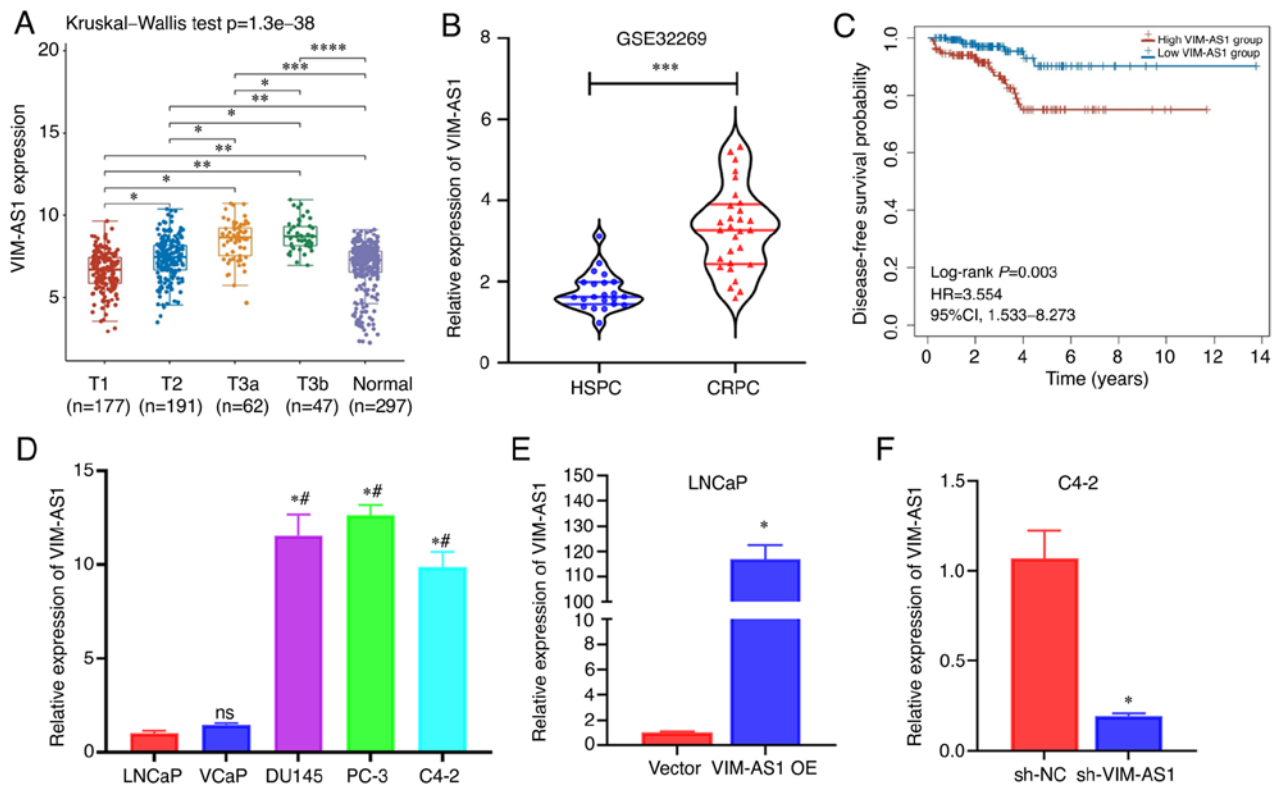 A
Kruskal–Wallis test p=1.3e–38
VIM-AS1 expression
20
15
10
5
****
***
*
**
*
*
**
**
*
*
T1 T2 T3a T3b Normal
(n=177) (n=191) (n=62) (n=47) (n=297)
B
GSE32269
***
Relative expression of VIM-AS1
8
6
4
2
0
HSPC CRPC
C
High VIM-AS1 group
Low VIM-AS1 group
Disease-free survival probability
1.0
0.8
0.4
0.2
0.0
Log-rank P=0.003
HR=3.554
95%CI, 1.533–8.273
0 2 4 6 8 10 12 14
Time (years)
D
Relative expression of VIM-AS1
15
10
5
0
ns
*#
*#
*#
LNCaP VCaP DU145 PC-3 C4-2
E
LNCaP
Relative expression of VIM-AS1
150
140
130
120
110
100
10
8
6
4
2
0
*
Vector VIM-AS1 OE
F
C4-2
Relative expression of VIM-AS1
1.5
1.0
0.5
0.0
*
sh-NC sh-VIM-AS1